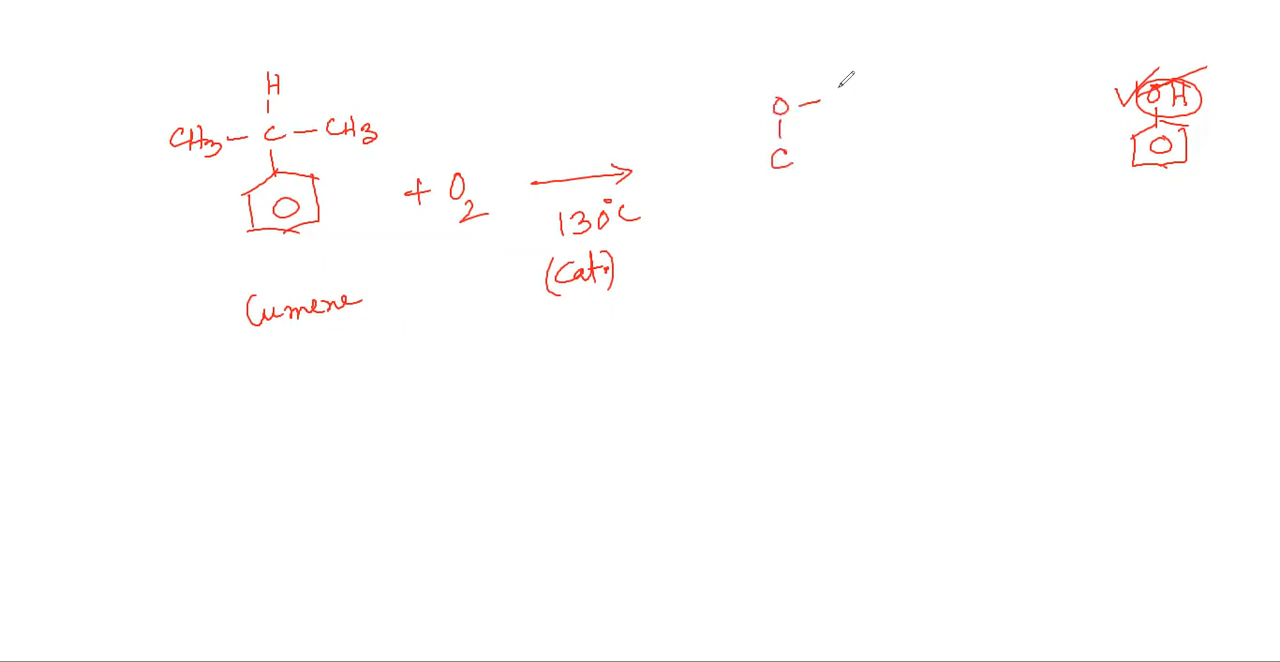 H
CH3 – C – CH3
+ O2
130°C
(Cat.)
Cumene
O –
C
OH